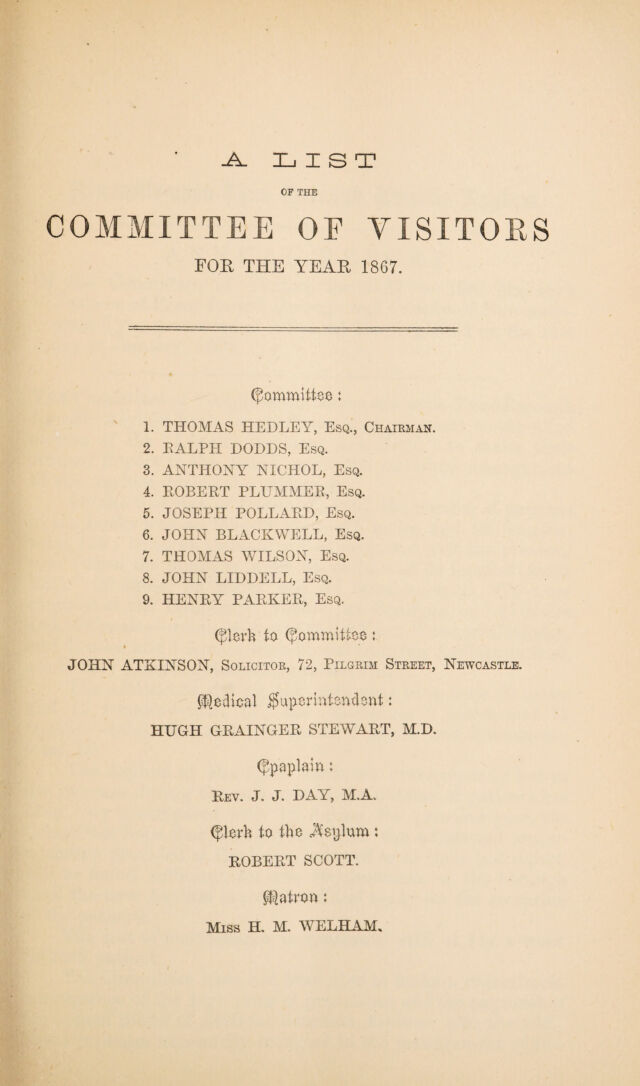 A LIST
OF THE
COMMITTEE OF VISITORS
FOR THE YEAR 1867.
Committee:
1. THOMAS HEDLEY, Esq., Chairman.
2. RALPH DODDS, Esq.
3. ANTHONY NICHOL, Esq.
4. ROBERT PLUMMER, Esq.
5. JOSEPH POLLARD, Esq.
6. JOHN BLACKWELL, Esq.
7. THOMAS WILSON, Esq.
8. JOHN LIDDELL, Esq.
9. HENRY PARKER, Esq.
Clerk to Committee:
JOHN ATKINSON, Solicitor, 72, Pilgrim Street, Newcastle.
Medical Superintendent:
HUGH GRAINGER STEWART, M.D.
Cpaplain:
Rev. J. J. DAY, M.A.
Clerk to the Asylum:
ROBERT SCOTT.
Matron:
Miss H. M. WELHAM.